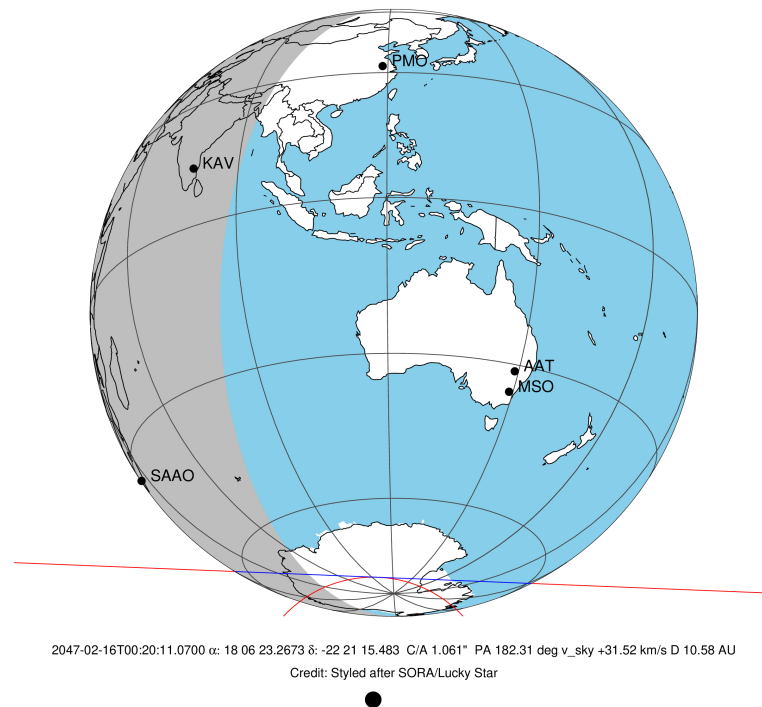 PMO
KAV
AAT
MSO
SAAO
2047-02-16T00:20:11.0700 α: 18 06 23.2673 δ: -22 21 15.483 C/A 1.061" PA 182.31 deg v_sky +31.52 km/s D 10.58 AU
Credit: Styled after SORA/Lucky Star